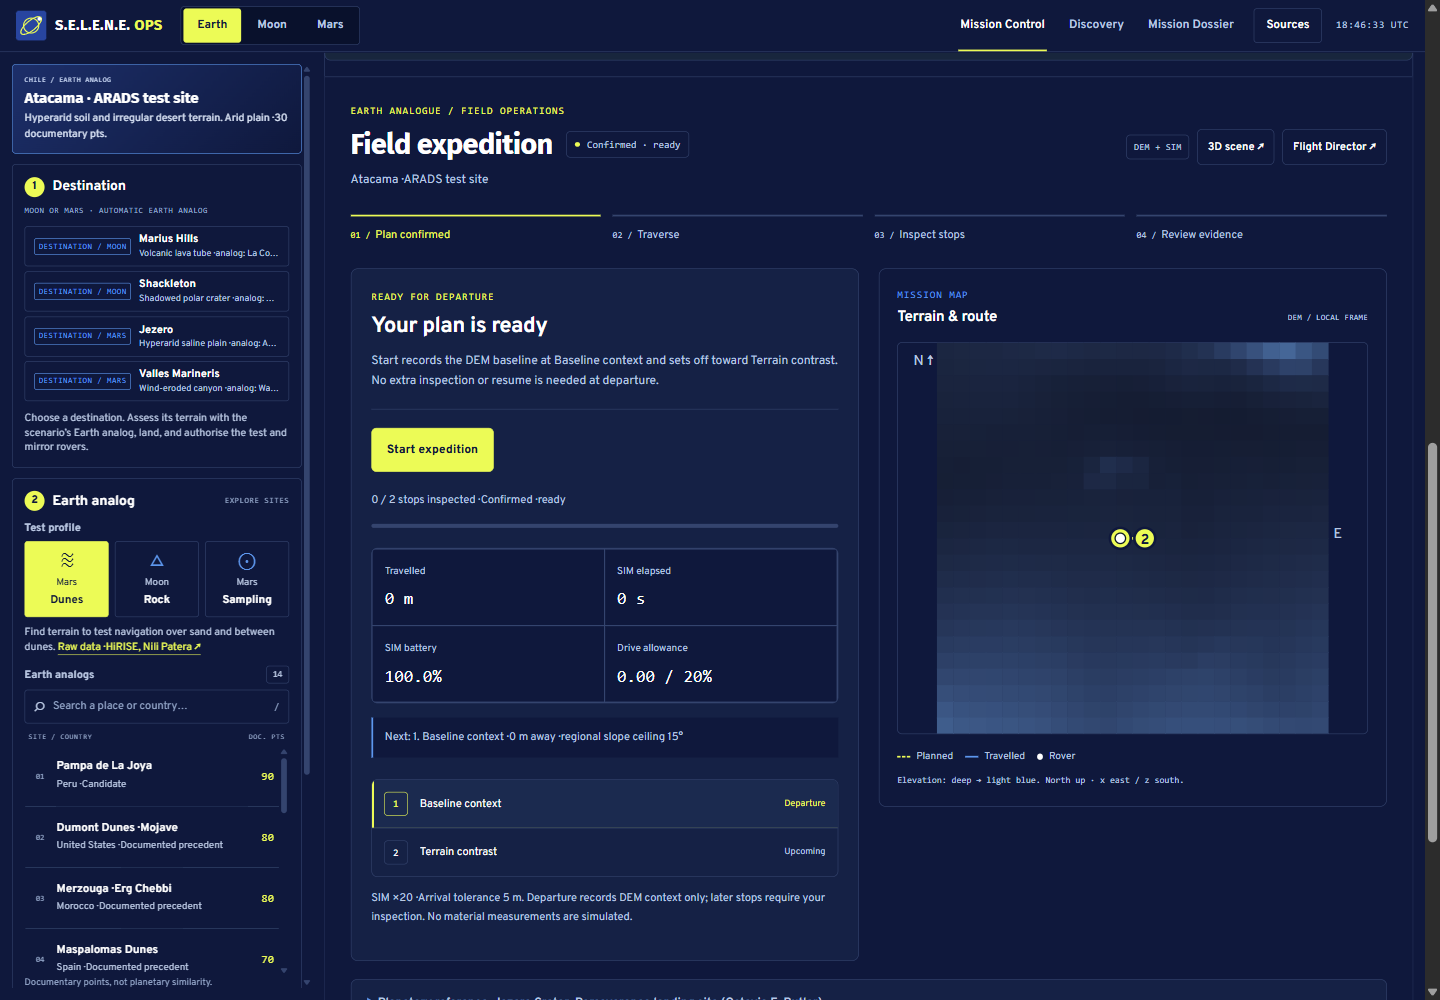 S.E.L.E.N.E. OPS
Earth
Moon
Mars
Mission Control
Discovery
Mission Dossier
Sources
18:46:33 UTC
CHILE / EARTH ANALOG
Atacama · ARADS test site
Hyperarid soil and irregular desert terrain. Arid plain ·30
documentary pts.
1
Destination
MOON OR MARS · AUTOMATIC EARTH ANALOG
DESTINATION / MOON
Marius Hills
Volcanic lava tube ·analog: La Co...
DESTINATION / MOON
Shackleton
Shadowed polar crater ·analog: ...
DESTINATION / MARS
Jezero
Hyperarid saline plain ·analog: A...
DESTINATION / MARS
Valles Marineris
Wind-eroded canyon ·analog: Wa...
Choose a destination. Assess its terrain with the
scenario's Earth analog, land, and authorise the test and
mirror rovers.
2
Earth analog
EXPLORE SITES
Test profile
Mars
Dunes
Moon
Rock
Mars
Sampling
Find terrain to test navigation over sand and between
dunes. Raw data ·HiRISE, Nili Patera ↗
Earth analogs
14
Search a place or country...
/
SITE / COUNTRY
DOC. PTS
01
Pampa de La Joya
Peru ·Candidate
90
02
Dumont Dunes ·Mojave
United States ·Documented precedent
80
03
Merzouga ·Erg Chebbi
Morocco ·Documented precedent
80
04
Maspalomas Dunes
Spain ·Documented precedent
70
Documentary points, not planetary similarity.
EARTH ANALOGUE / FIELD OPERATIONS
Field expedition
Confirmed · ready
DEM + SIM
3D scene ↗
Flight Director ↗
Atacama ·ARADS test site
01 / Plan confirmed
02 / Traverse
03 / Inspect stops
04 / Review evidence
READY FOR DEPARTURE
Your plan is ready
Start records the DEM baseline at Baseline context and sets off toward Terrain contrast.
No extra inspection or resume is needed at departure.
Start expedition
0 / 2 stops inspected ·Confirmed ·ready
Travelled
0 m
SIM elapsed
0 s
SIM battery
100.0%
Drive allowance
0.00 / 20%
Next: 1. Baseline context ·0 m away ·regional slope ceiling 15°
1
Baseline context
Departure
2
Terrain contrast
Upcoming
SIM ×20 ·Arrival tolerance 5 m. Departure records DEM context only; later stops require your
inspection. No material measurements are simulated.
MISSION MAP
Terrain & route
DEM / LOCAL FRAME
N ↑
2
E
Planned
Travelled
Rover
Elevation: deep → light blue. North up · x east / z south.